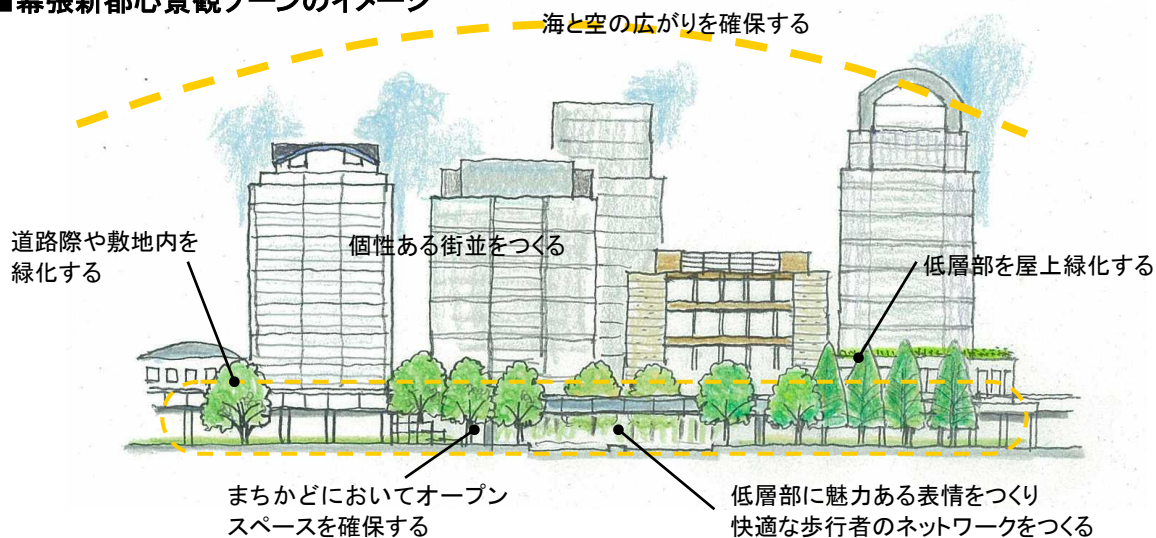 ■幕張新都心景観ゾーンのイメージ
海と空の広がりを確保する
道路際や敷地内を
緑化する
個性ある街並をつくる
低層部を屋上緑化する
まちかどにおいてオープン
スペースを確保する
低層部に魅力ある表情をつくり
快適な歩行者のネットワークをつくる